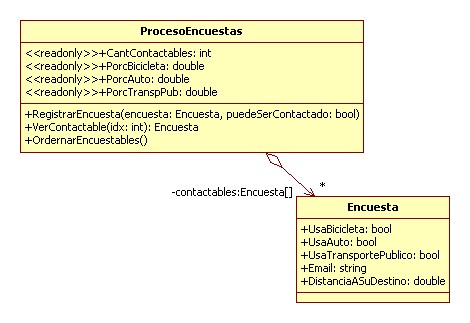 ProcesoEncuestas
<<readonly>>+CantContactables: int
<<readonly>>+PorcBicicleta: double
<<readonly>>+PorcAuto: double
<<readonly>>+PorcTranspPub: double
+RegistrarEncuesta(encuesta: Encuesta, puedeSerContactado: bool)
+VerContactable(idx: int): Encuesta
+OrdernarEncuestables()
-contactables:Encuesta[]
*
Encuesta
+UsaBicicleta: bool
+UsaAuto: bool
+UsaTransportePublico: bool
+Email: string
+DistanciaASuDestino: double